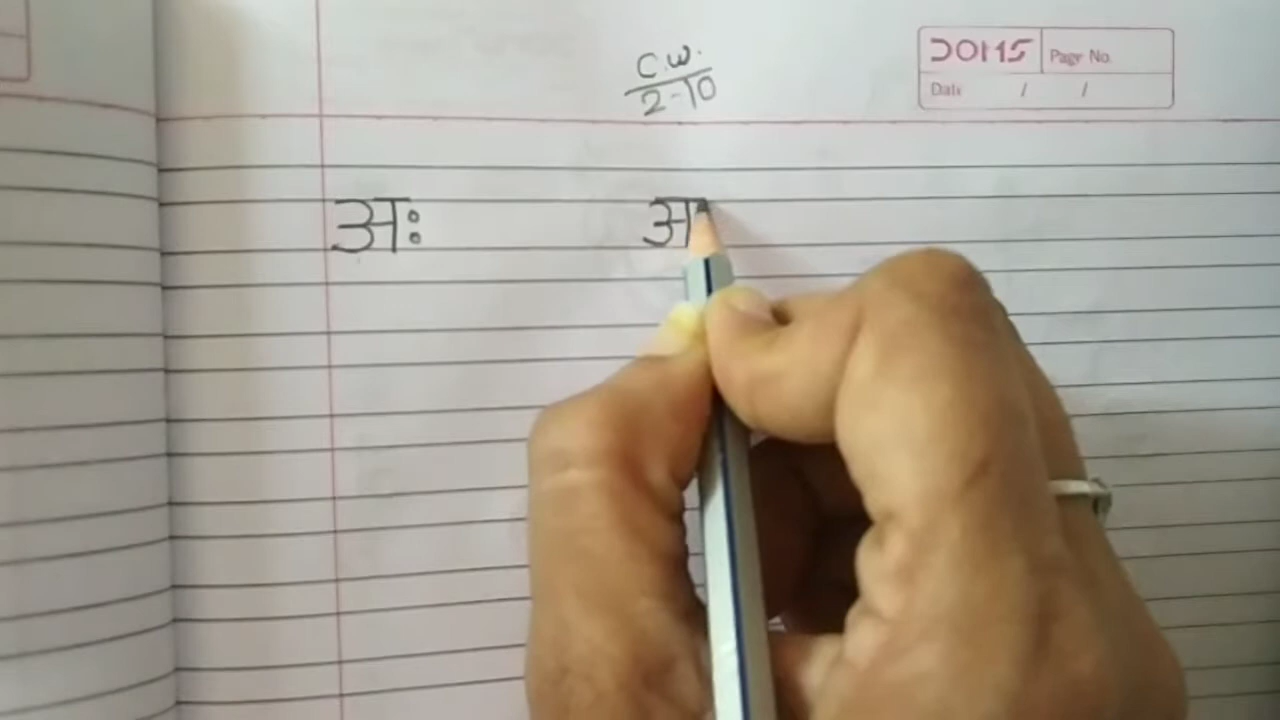 C.W.
2-10
DOMS Page No.
Date / /
अः अ